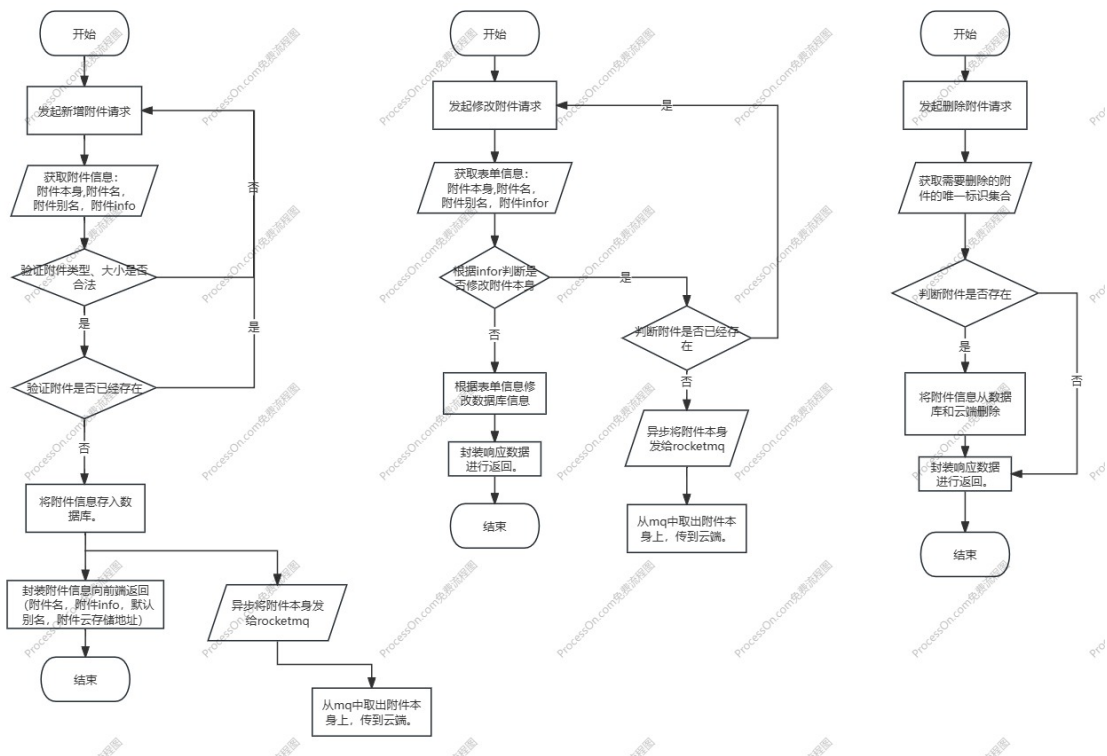 开始
发起新增附件请求
获取附件信息：
附件本身,附件名，
附件别名，附件info
否
验证附件类型、大小是否
合法
是
是
验证附件是否已经存在
否
将附件信息存入数
据库。
封装附件信息向前端返回
(附件名，附件info，默认
别名，附件云存储地址)
结束
异步将附件本身发
给rocketmq
从mq中取出附件本
身上，传到云端。
开始
发起修改附件请求
是
获取表单信息：
附件本身,附件名，
附件别名，附件infor
根据infor判断是
否修改附件本身
是
否
判断附件是否已经存
在
否
根据表单信息修
改数据库信息
封装响应数据
进行返回。
结束
异步将附件本身
发给rocketmq
从mq中取出附件本
身上，传到云端。
开始
发起删除附件请求
获取需要删除的附
件的唯一标识集合
判断附件是否存在
是
否
将附件信息从数据
库和云端删除
封装响应数据
进行返回。
结束
ProcessOn.com免费流程图